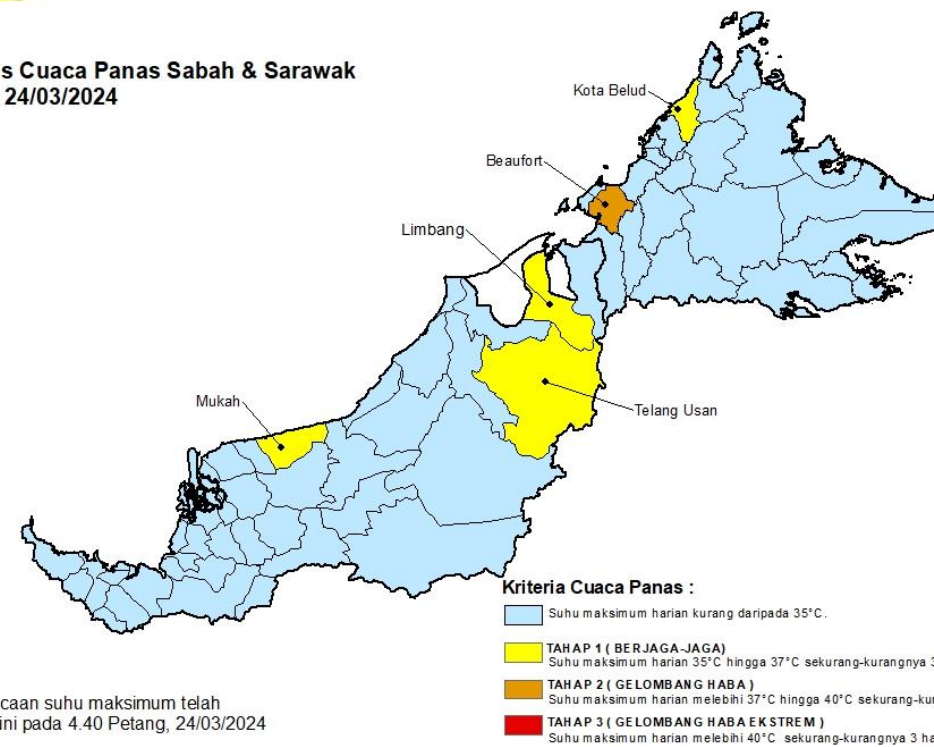 s Cuaca Panas Sabah & Sarawak
24/03/2024
Kota Belud
Beaufort
Limbang
Mukah
Telang Usan
Kriteria Cuaca Panas :
Suhu maksimum harian kurang daripada 35°C.
TAHAP 1 ( BERJAGA-JAGA)
Suhu maksimum harian 35°C hingga 37°C sekurang-kurangnya 3
TAHAP 2 ( GELOMBANG HABA )
Suhu maksimum harian melebihi 37°C hingga 40°C sekurang-kur
TAHAP 3 ( GELOMBANG HABA EKSTREM )
Suhu maksimum harian melebihi 40°C sekurang-kurangnya 3 ha
caan suhu maksimum telah
ini pada 4.40 Petang, 24/03/2024